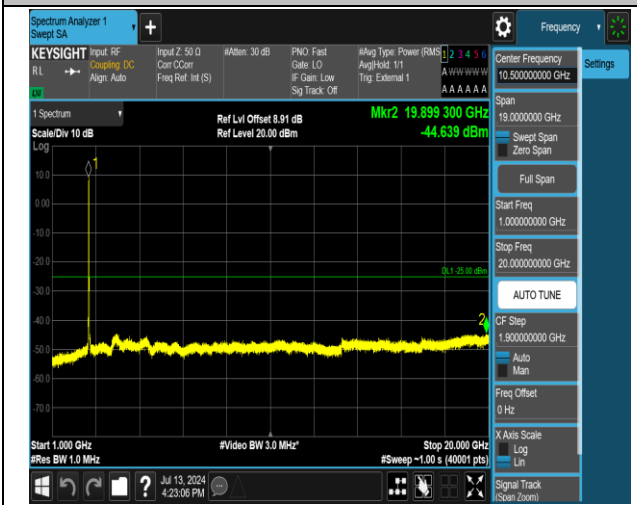 Spectrum Analyzer 1
Swept SA
+
Frequency
KEYSIGHT
RL
LXI
Input: RF
Coupling: DC
Align: Auto
Input Z: 50 Ω
Corr CCorr
Freq Ref: Int (S)
#Atten: 30 dB
PNO: Fast
Gate: LO
IF Gain: Low
Sig Track: Off
#Avg Type: Power (RMS
Avg|Hold: 1/1
Trig: External 1
1 2 3 4 5 6
A W W W W W
A A A A A A
1 Spectrum
Scale/Div 10 dB
Log
Ref Lvl Offset 8.91 dB
Ref Level 20.00 dBm
Mkr2 19.899 300 GHz
-44.639 dBm
1
10.0
0.00
-10.0
-20.0
DL1 -25.00 dBm
-30.0
-40.0
2
-50.0
-60.0
-70.0
Start 1.000 GHz
#Res BW 1.0 MHz
#Video BW 3.0 MHz*
Stop 20.000 GHz
#Sweep ~1.00 s (40001 pts)
?
Jul 13, 2024
4:23:06 PM
Center Frequency
10.500000000 GHz
Settings
Span
19.0000000 GHz
Swept Span
Zero Span
Full Span
Start Freq
1.000000000 GHz
Stop Freq
20.000000000 GHz
AUTO TUNE
CF Step
1.900000000 GHz
Auto
Man
Freq Offset
0 Hz
X Axis Scale
Log
Lin
Signal Track
(Span Zoom)